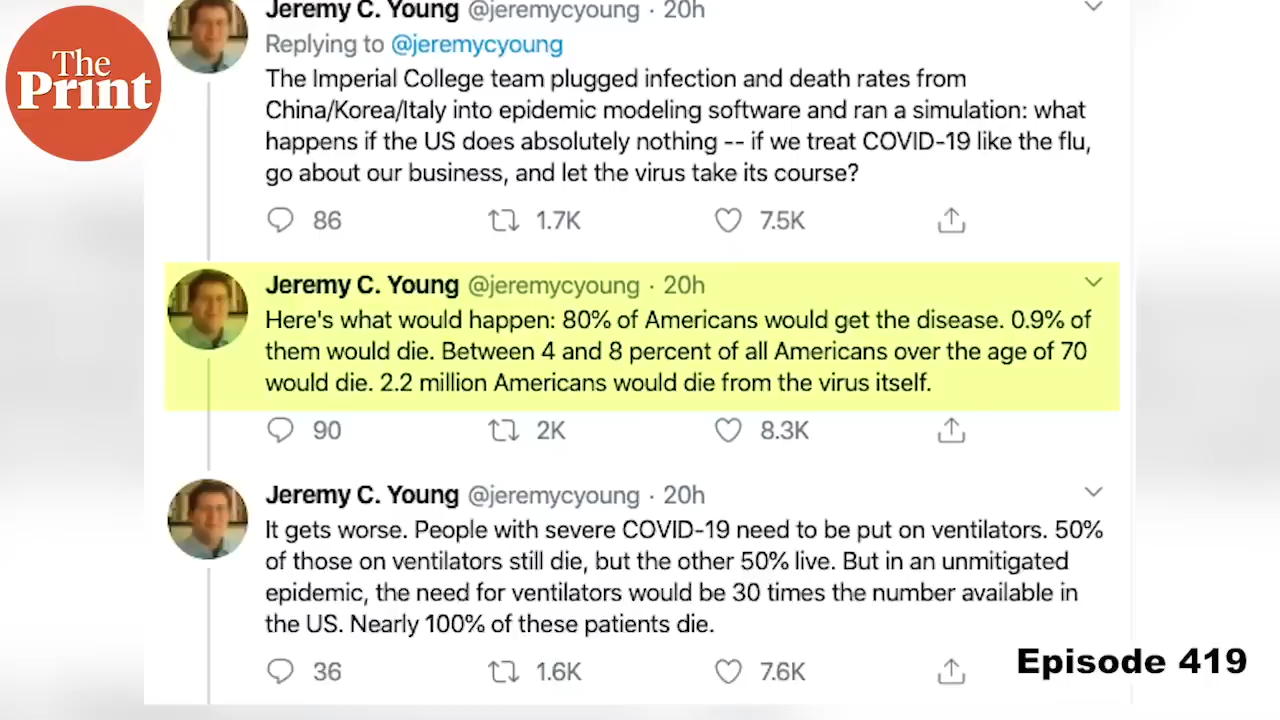 The
Print
Jeremy C. Young @jeremycyoung · 20h
Replying to @jeremycyoung
The Imperial College team plugged infection and death rates from
China/Korea/Italy into epidemic modeling software and ran a simulation: what
happens if the US does absolutely nothing -- if we treat COVID-19 like the flu,
go about our business, and let the virus take its course?
86 1.7K 7.5K
Jeremy C. Young @jeremycyoung · 20h
Here's what would happen: 80% of Americans would get the disease. 0.9% of
them would die. Between 4 and 8 percent of all Americans over the age of 70
would die. 2.2 million Americans would die from the virus itself.
90 2K 8.3K
Jeremy C. Young @jeremycyoung · 20h
It gets worse. People with severe COVID-19 need to be put on ventilators. 50%
of those on ventilators still die, but the other 50% live. But in an unmitigated
epidemic, the need for ventilators would be 30 times the number available in
the US. Nearly 100% of these patients die.
36 1.6K 7.6K
Episode 419